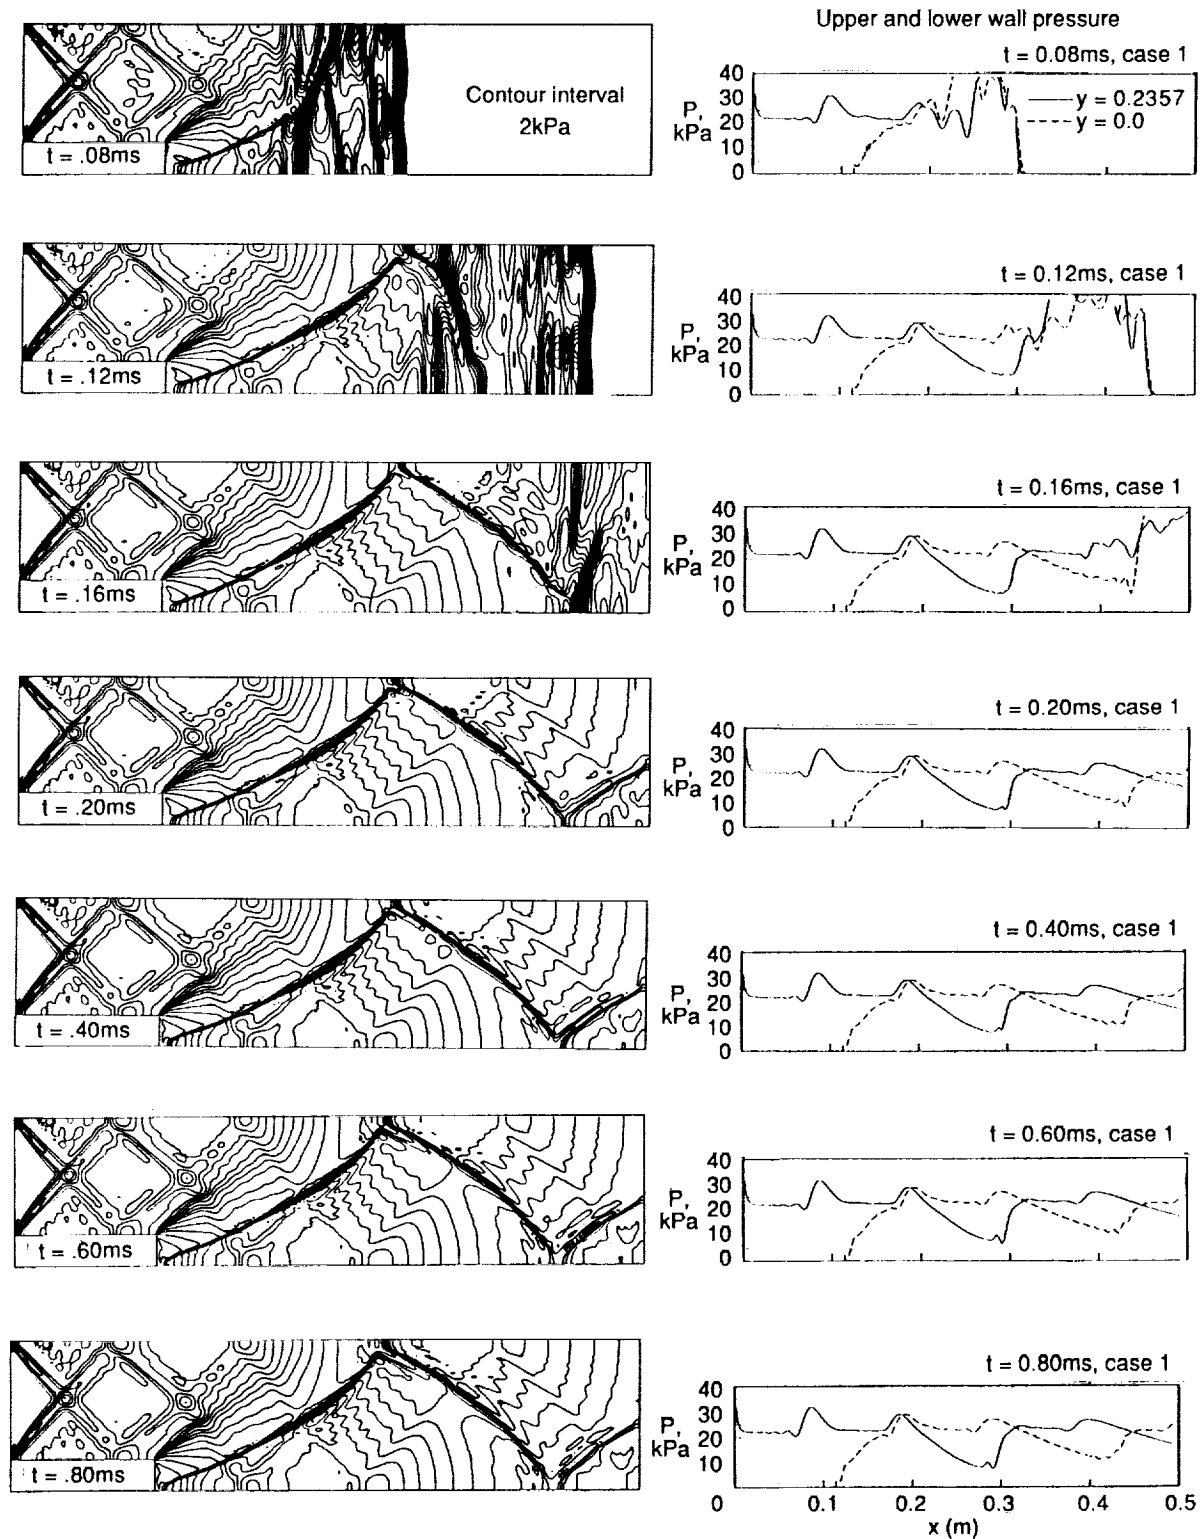 Upper and lower wall pressure
t = 0.08ms, case 1
Contour interval
2kPa
t = .08ms
P,
kPa
40
30
20
10
0
y = 0.2357
y = 0.0
t = 0.12ms, case 1
t = .12ms
P,
kPa
40
30
20
10
0
t = 0.16ms, case 1
t = .16ms
P,
kPa
40
30
20
10
0
t = 0.20ms, case 1
t = .20ms
P,
kPa
40
30
20
10
0
t = 0.40ms, case 1
t = .40ms
P,
kPa
40
30
20
10
0
t = 0.60ms, case 1
t = .60ms
P,
kPa
40
30
20
10
0
t = 0.80ms, case 1
t = .80ms
P,
kPa
40
30
20
10
0
0 0.1 0.2 0.3 0.4 0.5
x (m)